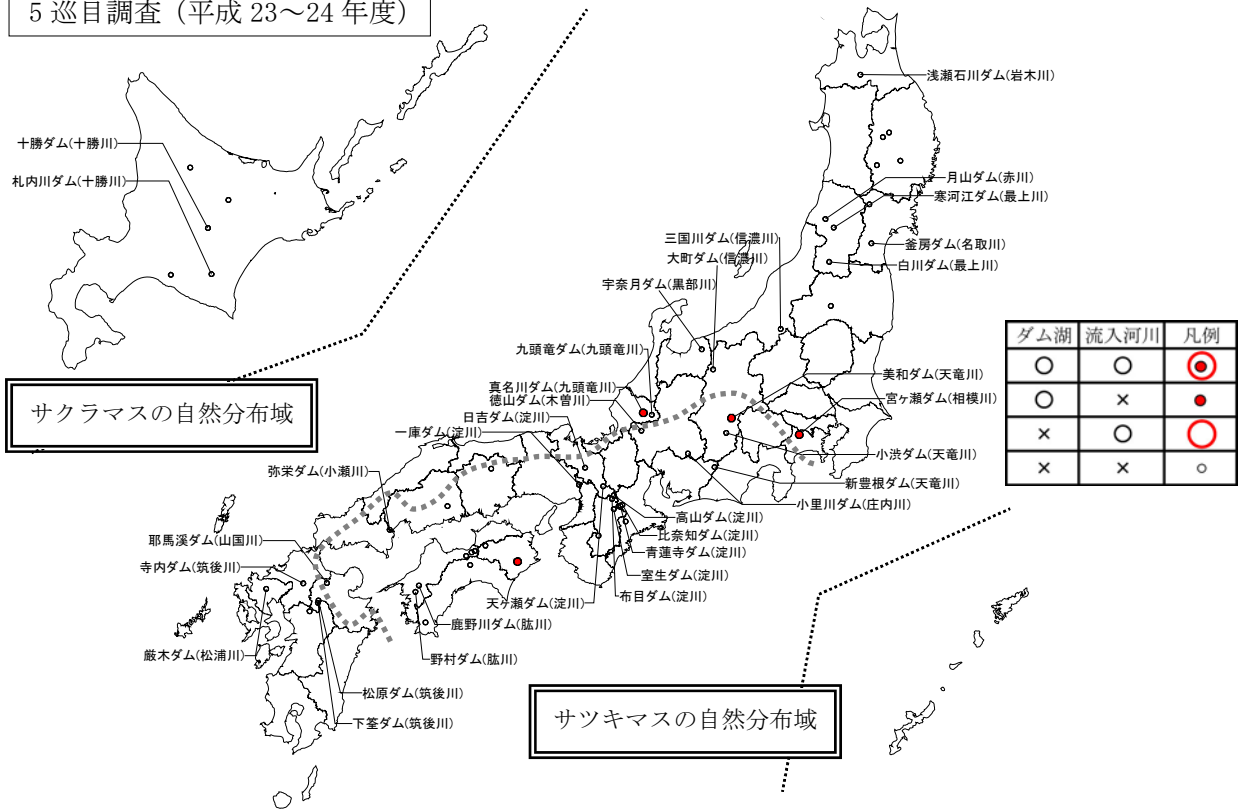 5 巡目調査（平成 23～24 年度）
浅瀬石川ダム(岩木川)
十勝ダム(十勝川)
札内川ダム(十勝川)
月山ダム(赤川)
寒河江ダム(最上川)
三国川ダム(信濃川)
釜房ダム(名取川)
大町ダム(信濃川)
白川ダム(最上川)
宇奈月ダム(黒部川)
九頭竜ダム(九頭竜川)
美和ダム(天竜川)
真名川ダム(九頭竜川)
徳山ダム(木曽川)
宮ヶ瀬ダム(相模川)
日吉ダム(淀川)
一庫ダム(淀川)
小渋ダム(天竜川)
弥栄ダム(小瀬川)
新豊根ダム(天竜川)
小里川ダム(庄内川)
高山ダム(淀川)
比奈知ダム(淀川)
耶馬溪ダム(山国川)
青蓮寺ダム(淀川)
寺内ダム(筑後川)
室生ダム(淀川)
布目ダム(淀川)
天ヶ瀬ダム(淀川)
鹿野川ダム(肱川)
厳木ダム(松浦川)
野村ダム(肱川)
松原ダム(筑後川)
下筌ダム(筑後川)
サクラマスの自然分布域
サツキマスの自然分布域
ダム湖 流入河川 凡例
○ ○
○ ×
× ○
× ×